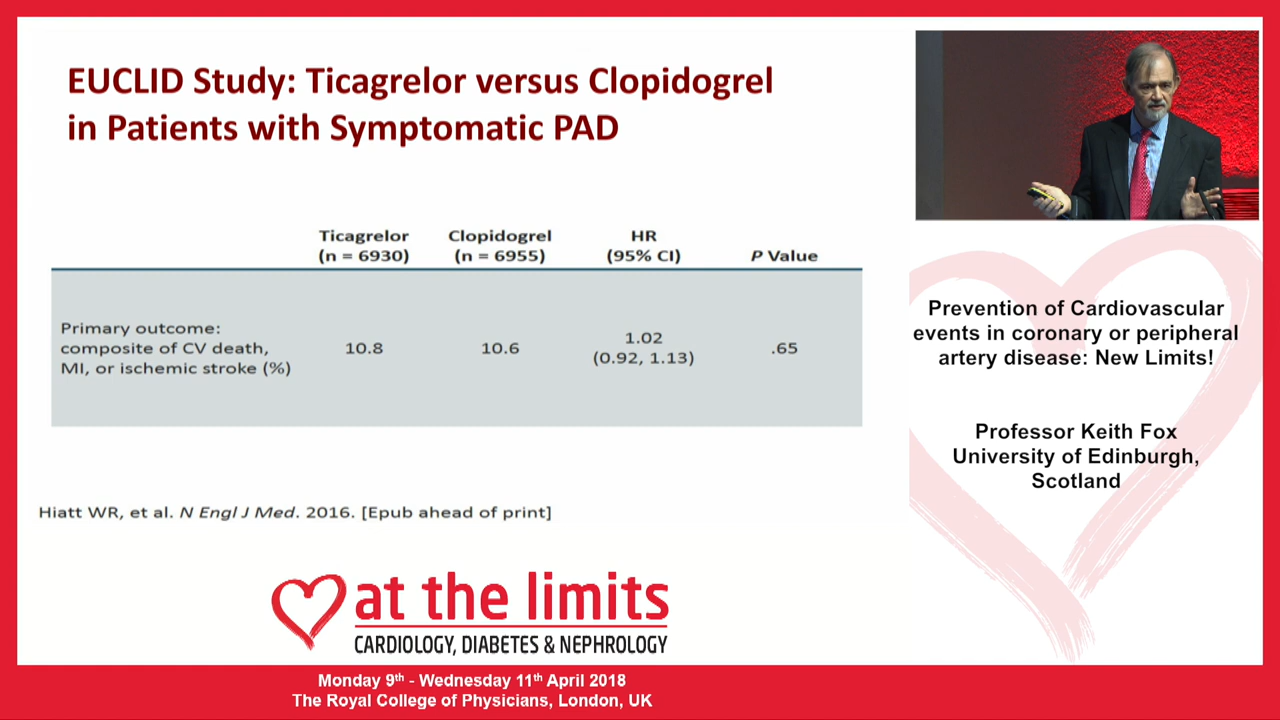 EUCLID Study: Ticagrelor versus Clopidogrel
in Patients with Symptomatic PAD
Ticagrelor
(n = 6930)
Clopidogrel
(n = 6955)
HR
(95% CI)
P Value
Primary outcome:
composite of CV death,
MI, or ischemic stroke (%)
10.8
10.6
1.02
(0.92, 1.13)
.65
Hiatt WR, et al. N Engl J Med. 2016. [Epub ahead of print]
at the limits
CARDIOLOGY, DIABETES & NEPHROLOGY
Prevention of Cardiovascular
events in coronary or peripheral
artery disease: New Limits!
Professor Keith Fox
University of Edinburgh,
Scotland
Monday 9th - Wednesday 11th April 2018
The Royal College of Physicians, London, UK